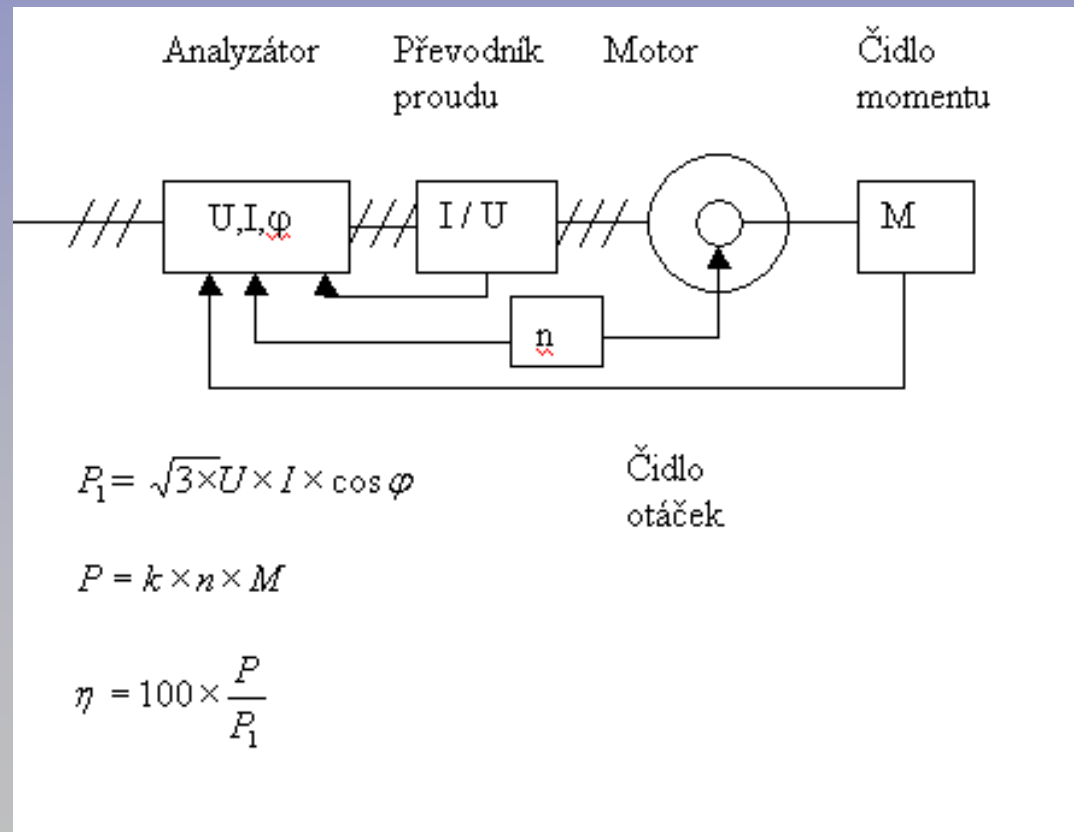 Analyzátor
Převodník
proudu
Motor
Čidlo
momentu
U,I,φ
I / U
M
n
Čidlo
otáček
P₁= √3×U × I × cos φ
P = k × n × M
η = 100 × P/P₁